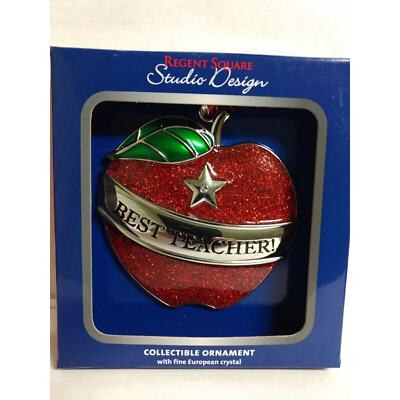 REGENT SQUARE
Studio Design
BEST TEACHER!
COLLECTIBLE ORNAMENT
with fine European crystal